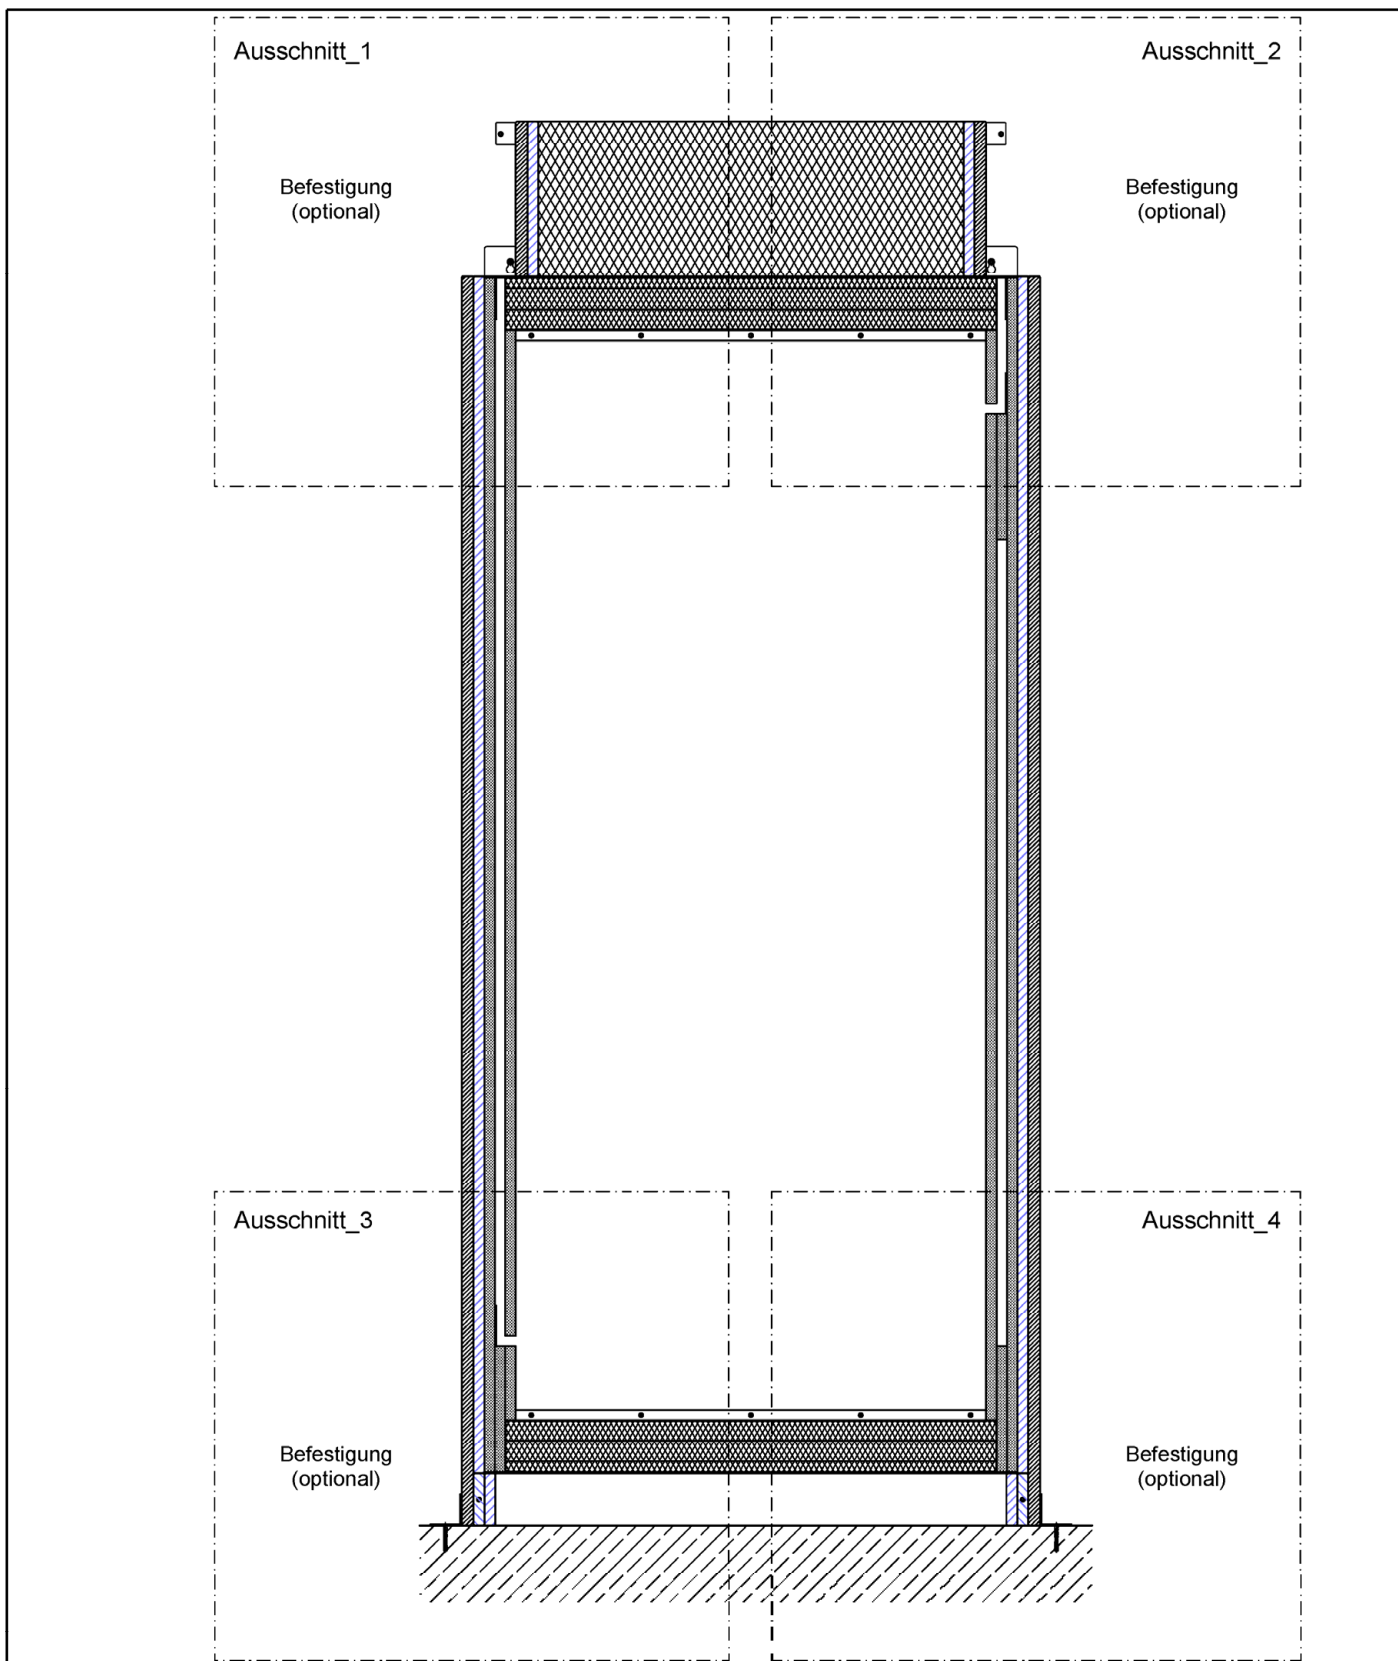 Ausschnitt_1
Ausschnitt_2
Befestigung
(optional)
Befestigung
(optional)
Ausschnitt_3
Ausschnitt_4
Befestigung
(optional)
Befestigung
(optional)